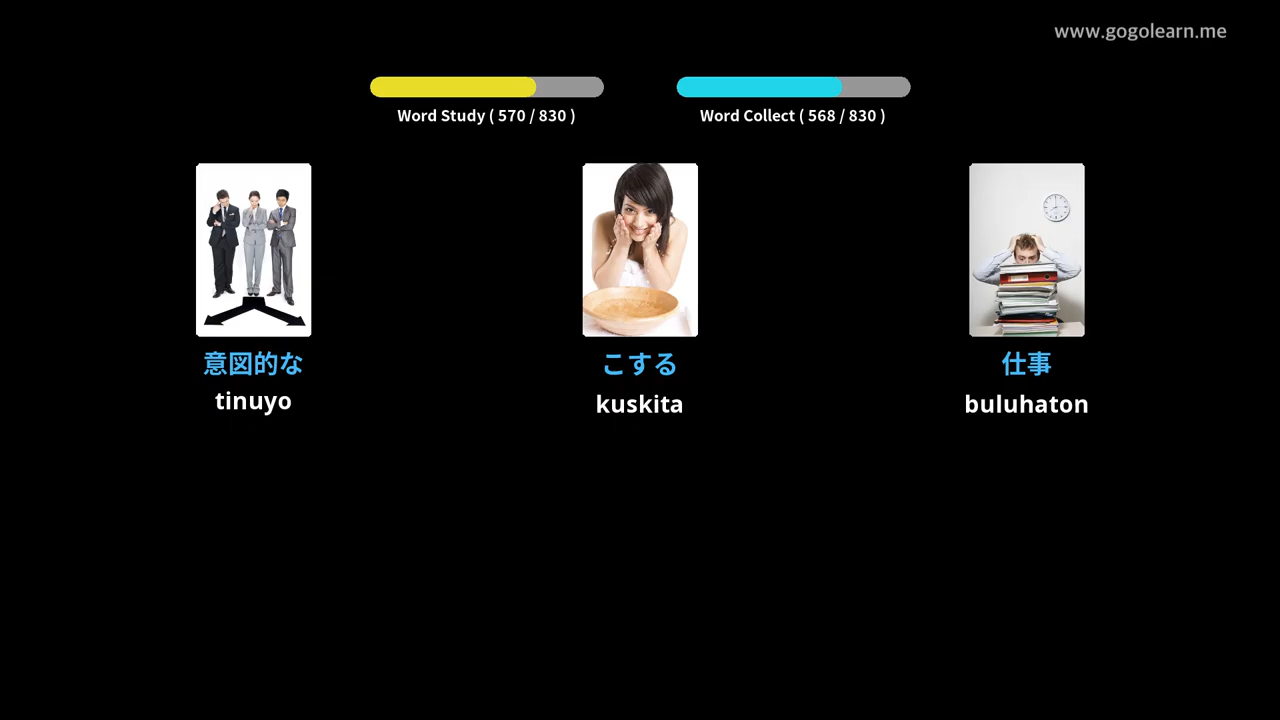 www.gogolearn.me
Word Study ( 570 / 830 )
Word Collect ( 568 / 830 )
意図的な
tinuyo
こする
kuskita
仕事
buluhaton